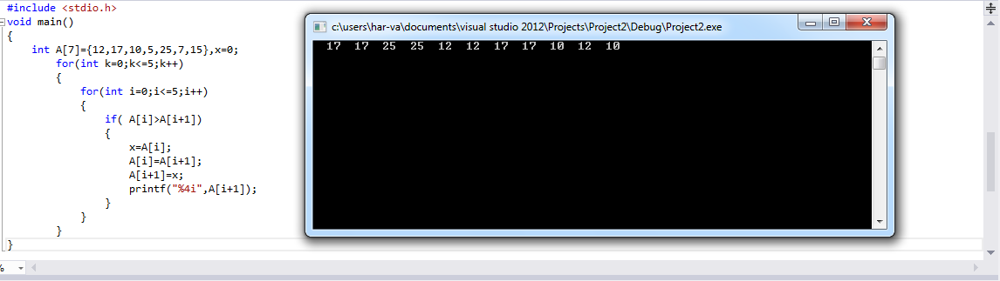 #include <stdio.h>
void main()
{
int A[7]={12,17,10,5,25,7,15},x=0;
for(int k=0;k<=5;k++)
{
for(int i=0;i<=5;i++)
{
if( A[i]>A[i+1])
{
x=A[i];
A[i]=A[i+1];
A[i+1]=x;
printf("%4i",A[i+1]);
}
}
}
}
%
c:\users\har-va\documents\visual studio 2012\Projects\Project2\Debug\Project2.exe
17 17 25 25 12 12 17 17 10 12 10